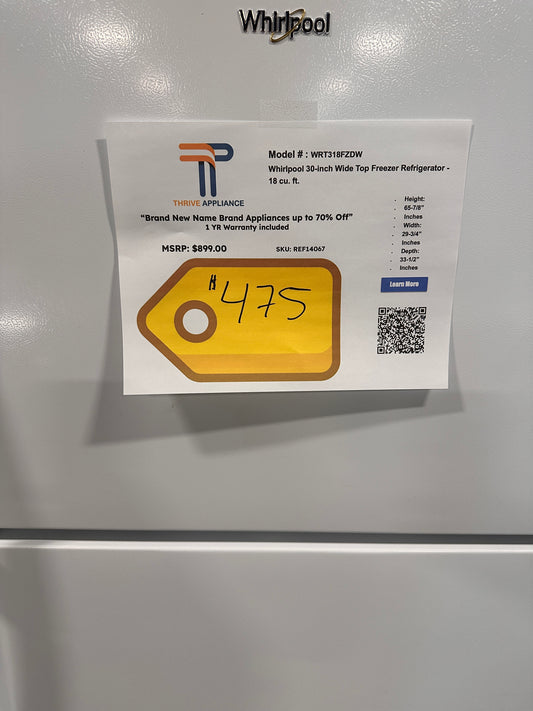 Whirlpool
Model # : WRT318FZDW
Whirlpool 30-inch Wide Top Freezer Refrigerator -
18 cu. ft.
THRIVE APPLIANCE
“Brand New Name Brand Appliances up to 70% Off”
1 YR Warranty included
MSRP: $899.00
SKU: REF14067
. Height:
. 65-7/8”
. Inches
. Width:
. 29-3/4”
. Inches
. Depth:
. 33-1/2”
. Inches
Learn More
475